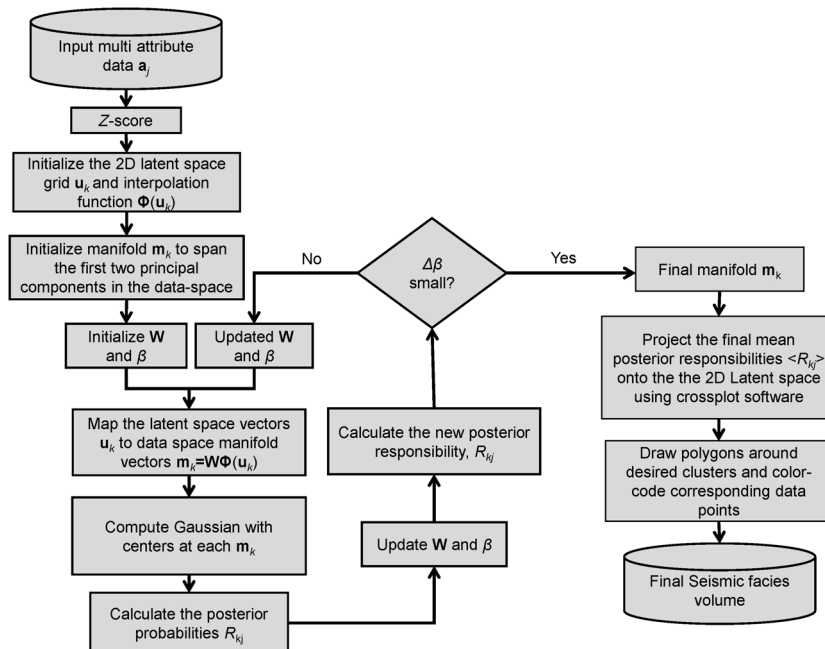 Input multi attribute
data aⱼ
Z-score
Initialize the 2D latent space
grid uₖ and interpolation
function Φ(uₖ)
Initialize manifold mₖ to span
the first two principal
components in the data-space
Initialize W
and β
Updated W
and β
Map the latent space vectors
uₖ to data space manifold
vectors mₖ=WΦ(uₖ)
Compute Gaussian with
centers at each mₖ
Calculate the posterior
probabilities Rₖⱼ
Update W and β
Calculate the new posterior
responsibility, Rₖⱼ
Δβ
small?
No
Yes
Final manifold mₖ
Project the final mean
posterior responsibilities <Rₖⱼ>
onto the the 2D Latent space
using crossplot software
Draw polygons around
desired clusters and color-
code corresponding data
points
Final Seismic facies
volume